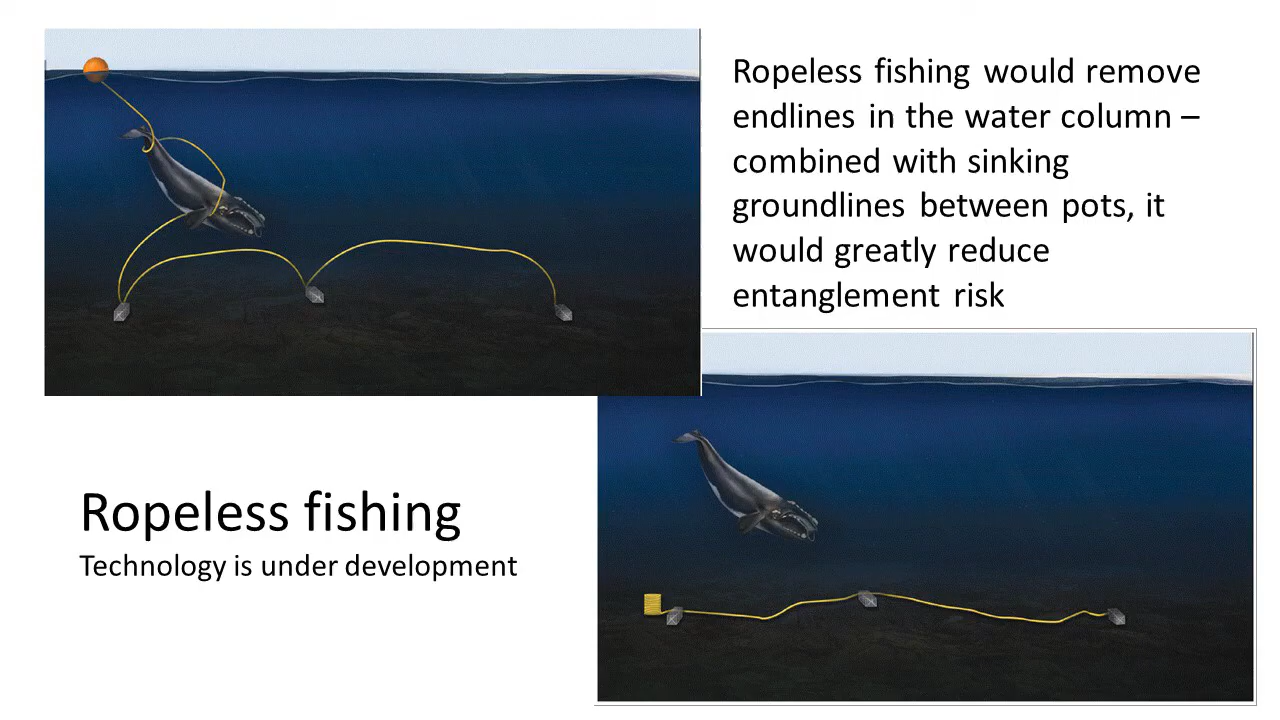 Ropeless fishing would remove
endlines in the water column –
combined with sinking
groundlines between pots, it
would greatly reduce
entanglement risk
Ropeless fishing
Technology is under development